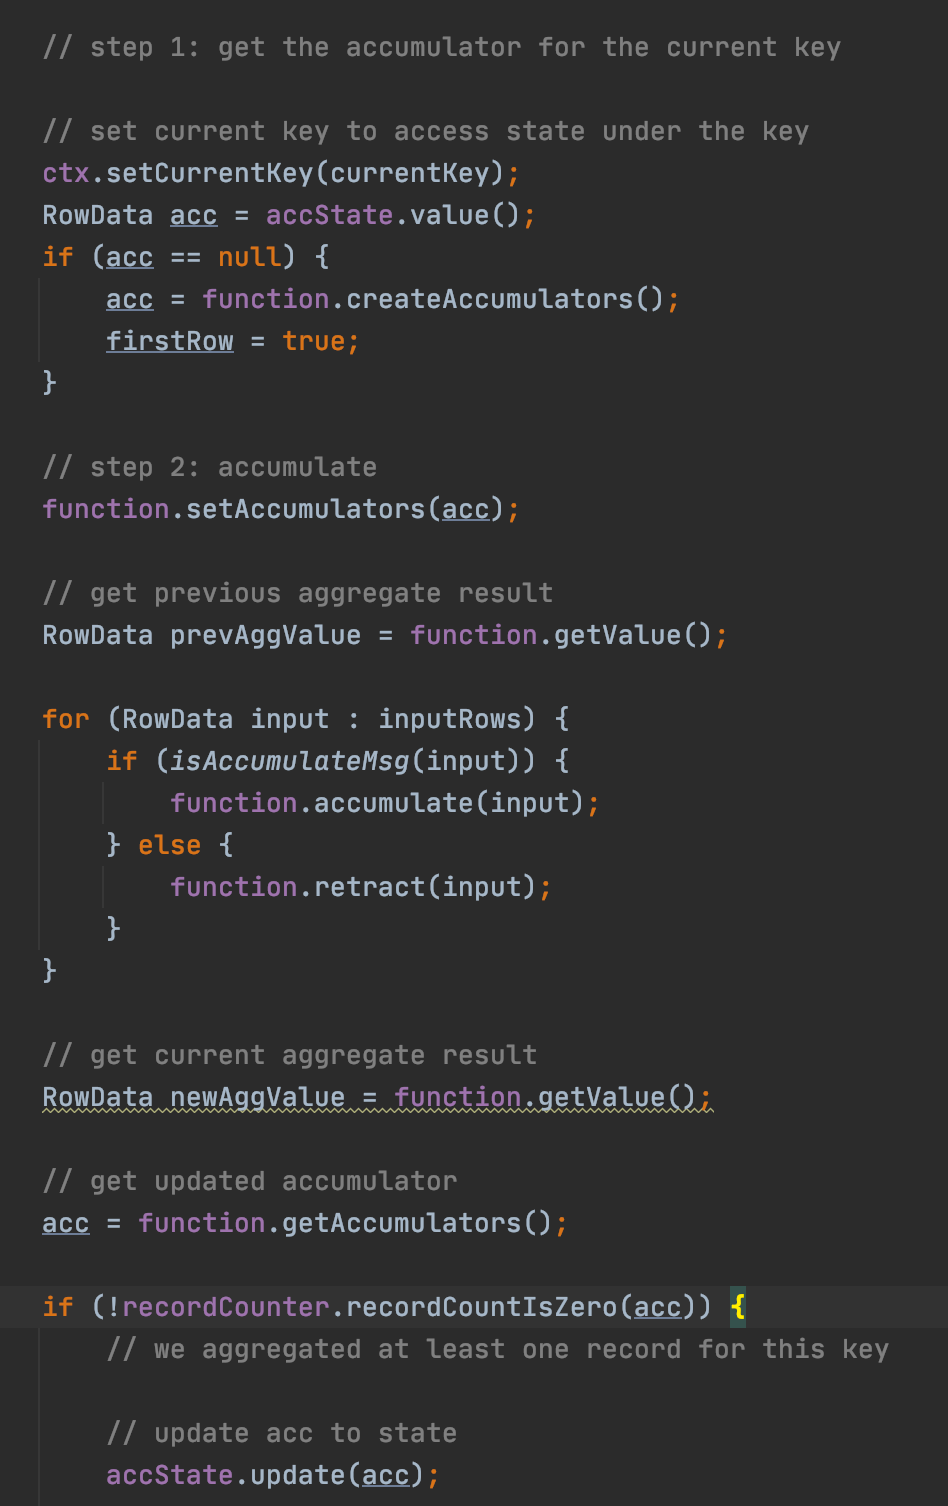 // step 1: get the accumulator for the current key
// set current key to access state under the key
ctx.setCurrentKey(currentKey);
RowData acc = accState.value();
if (acc == null) {
    acc = function.createAccumulators();
    firstRow = true;
}
// step 2: accumulate
function.setAccumulators(acc);
// get previous aggregate result
RowData prevAggValue = function.getValue();
for (RowData input : inputRows) {
    if (isAccumulateMsg(input)) {
        function.accumulate(input);
    } else {
        function.retract(input);
    }
}
// get current aggregate result
RowData newAggValue = function.getValue();
// get updated accumulator
acc = function.getAccumulators();
if (!recordCounter.recordCountIsZero(acc)) {
    // we aggregated at least one record for this key
    // update acc to state
    accState.update(acc);